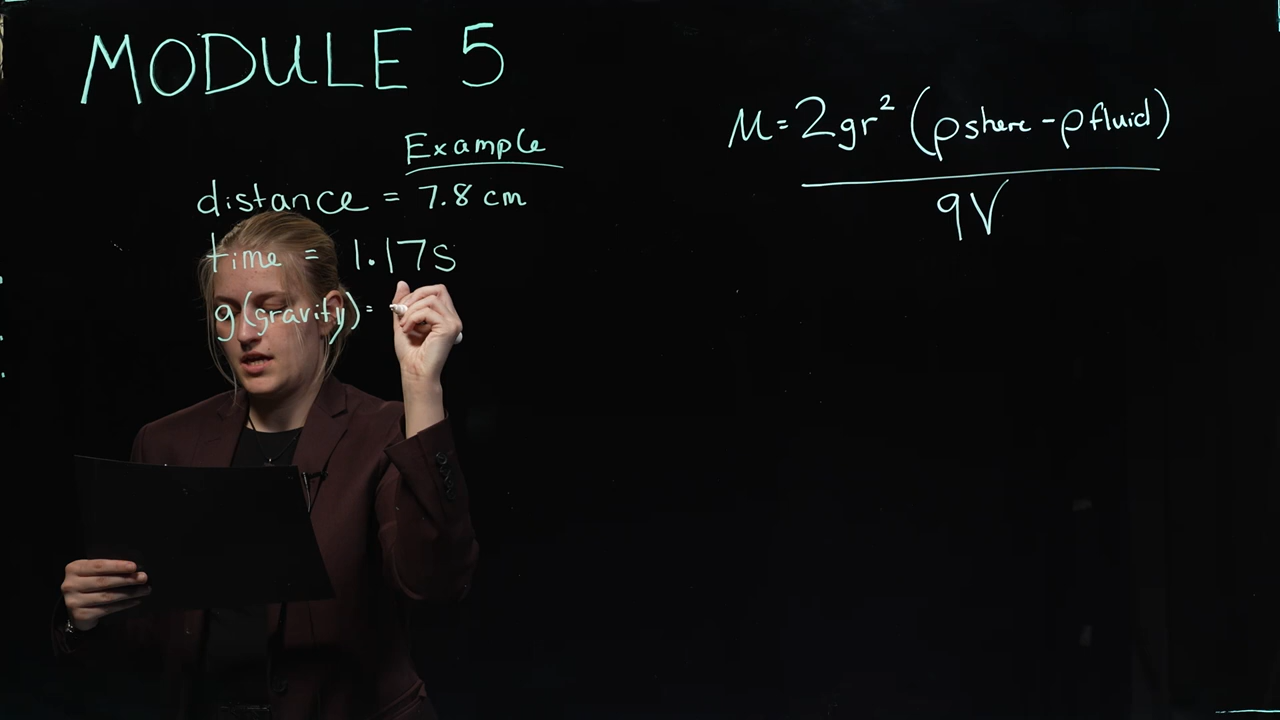 MODULE 5
Example
distance = 7.8 cm
time = 1.17s
g(gravity)=
μ=2gr² (ρshere-ρfluid)
9V